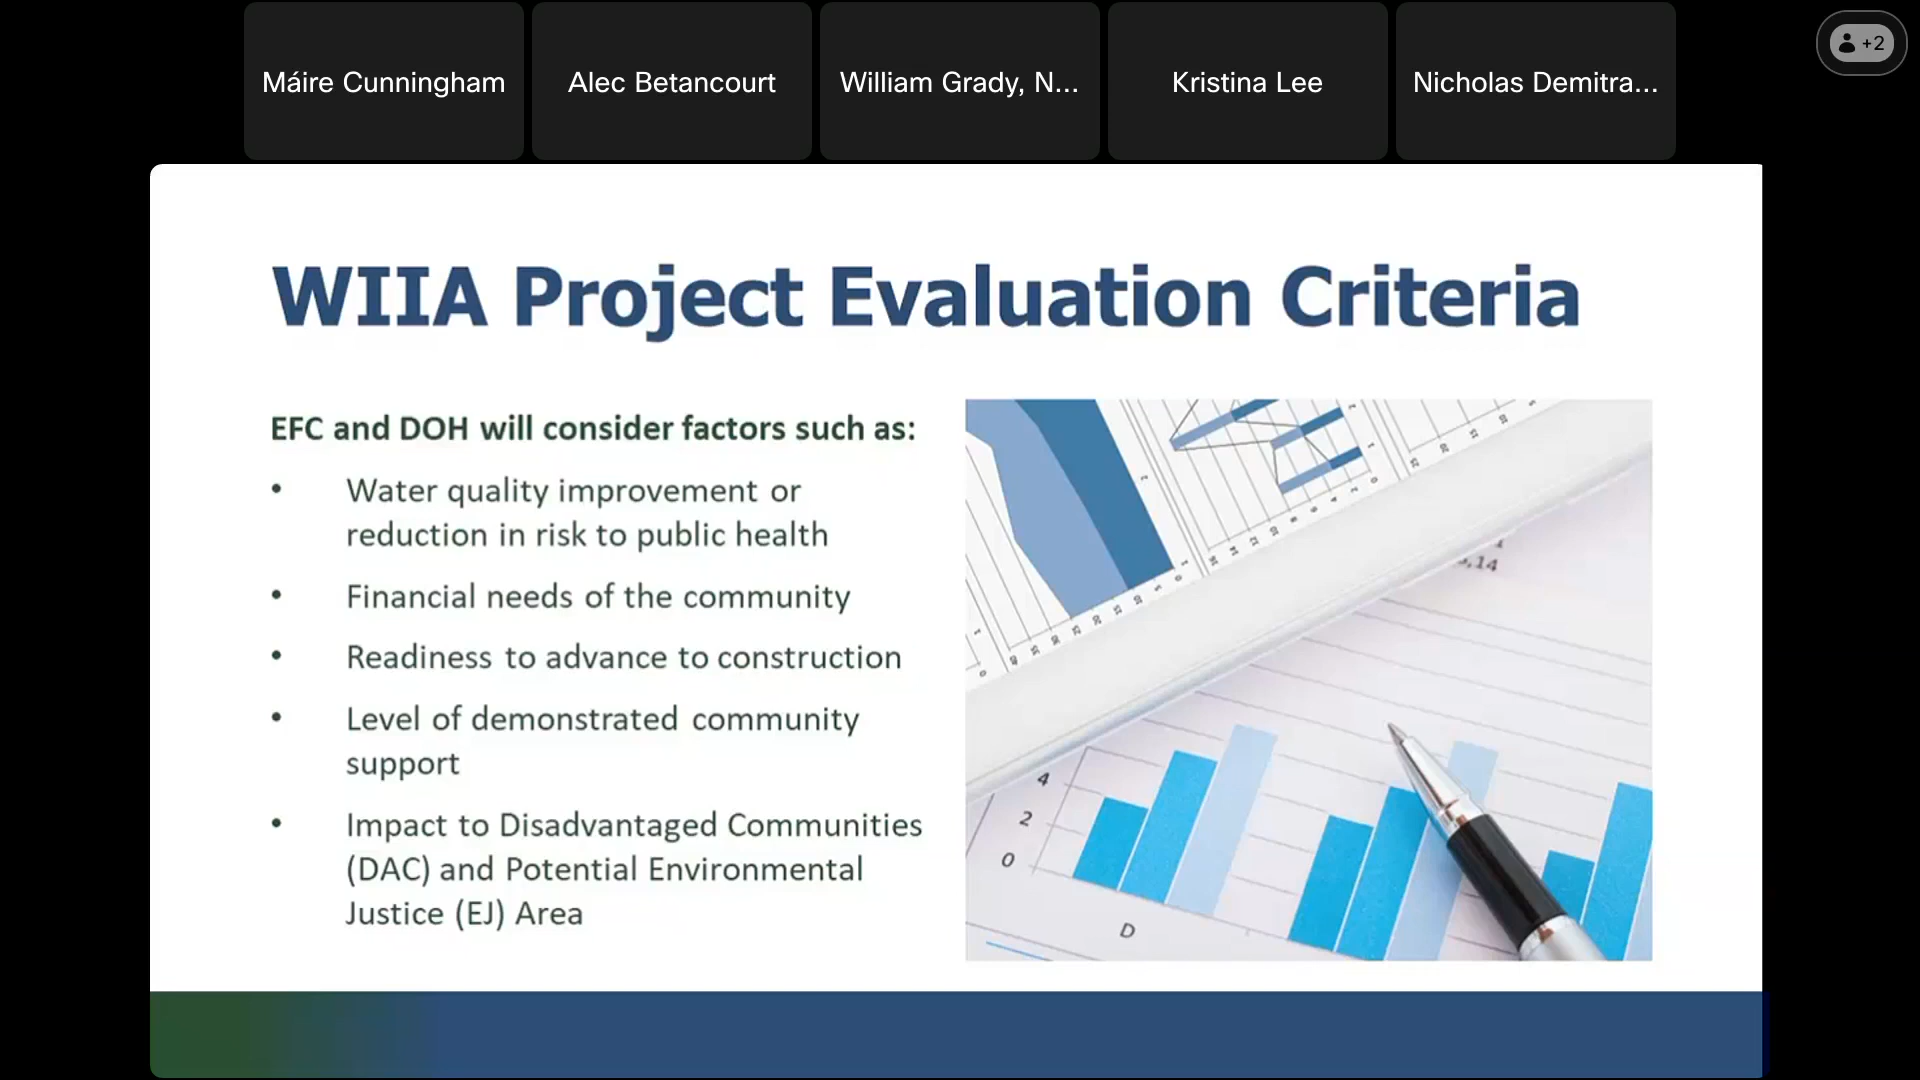 Máire Cunningham
Alec Betancourt
William Grady, N...
Kristina Lee
Nicholas Demitra...
+2
WIIA Project Evaluation Criteria
EFC and DOH will consider factors such as:
• Water quality improvement or
reduction in risk to public health
• Financial needs of the community
• Readiness to advance to construction
• Level of demonstrated community
support
• Impact to Disadvantaged Communities
(DAC) and Potential Environmental
Justice (EJ) Area
4
2
0
D